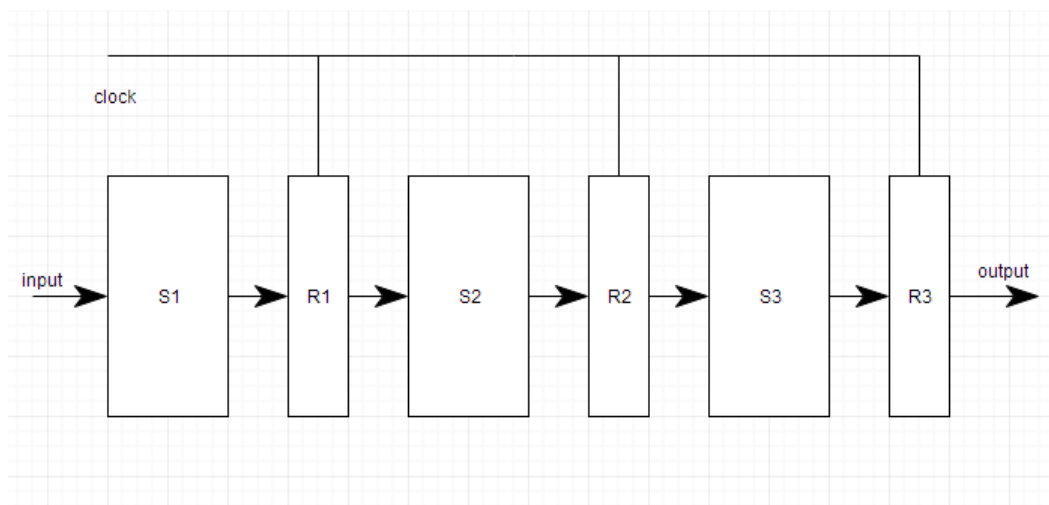 clock
input
S1
R1
S2
R2
S3
R3
output